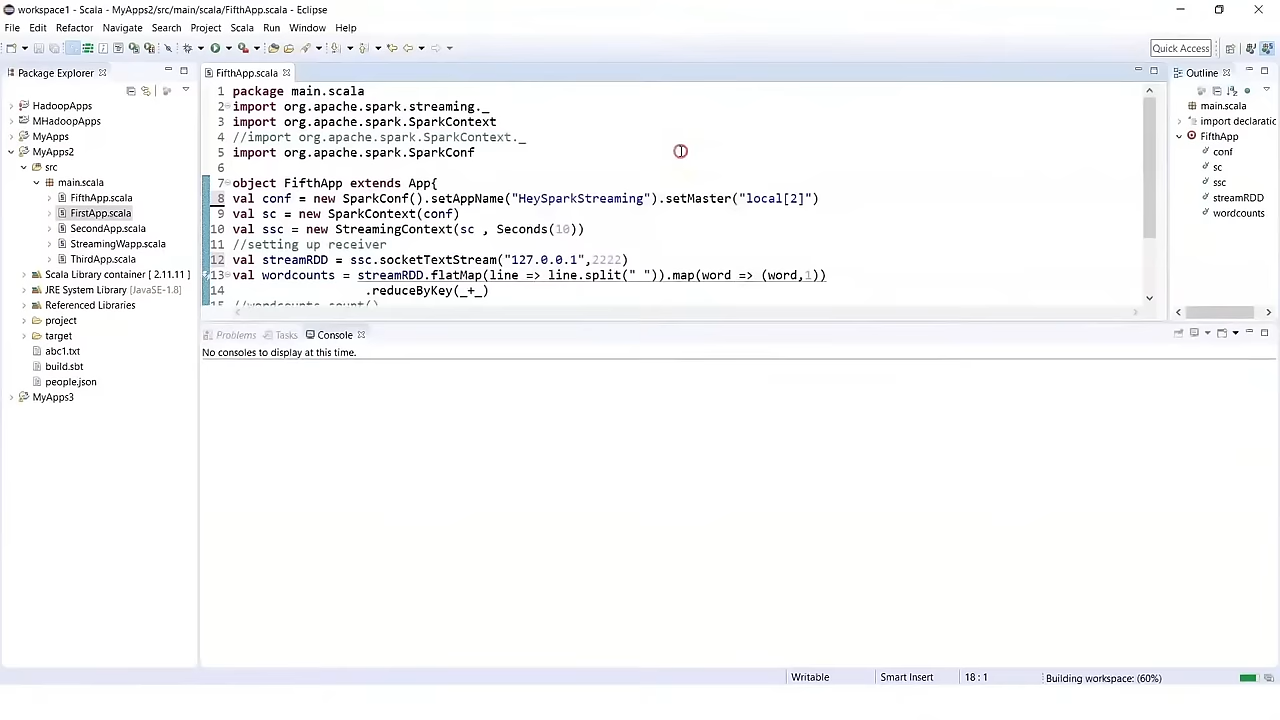 workspace1 - Scala - MyApps2/src/main/scala/FifthApp.scala - Eclipse
File Edit Refactor Navigate Search Project Scala Run Window Help
Quick Access
Package Explorer
HadoopApps
MHadoopApps
MyApps
MyApps2
src
main.scala
FifthApp.scala
FirstApp.scala
SecondApp.scala
StreamingWapp.scala
ThirdApp.scala
Scala Library container [ 2.11.11 ]
JRE System Library [JavaSE-1.8]
Referenced Libraries
project
target
abc1.txt
build.sbt
people.json
MyApps3
FifthApp.scala
1 package main.scala
2 import org.apache.spark.streaming._
3 import org.apache.spark.SparkContext
4 //import org.apache.spark.SparkContext._
5 import org.apache.spark.SparkConf
6
7 object FifthApp extends App{
8 val conf = new SparkConf().setAppName("HeySparkStreaming").setMaster("local[2]")
9 val sc = new SparkContext(conf)
10 val ssc = new StreamingContext(sc , Seconds(10))
11 //setting up receiver
12 val streamRDD = ssc.socketTextStream("127.0.0.1",2222)
13 val wordcounts = streamRDD.flatMap(line => line.split(" ")).map(word => (word,1))
14 .reduceByKey(_+_)
15 //wordcounts.count()
Outline
main.scala
import declaratic
FifthApp
conf
sc
ssc
streamRDD
wordcounts
Problems Tasks Console
No consoles to display at this time.
Writable Smart Insert 18 : 1 Building workspace: (60%)